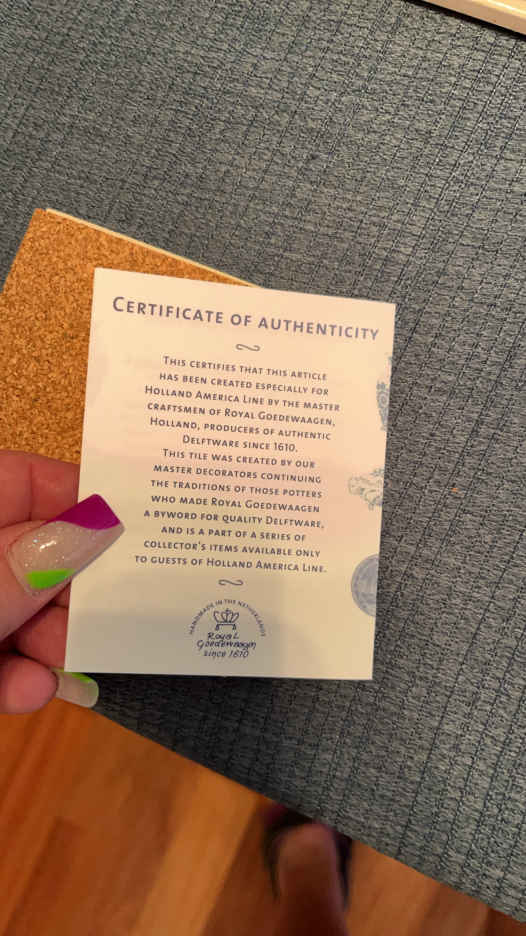 CERTIFICATE OF AUTHENTICITY
THIS CERTIFIES THAT THIS ARTICLE
HAS BEEN CREATED ESPECIALLY FOR
HOLLAND AMERICA LINE BY THE MASTER
CRAFTSMEN OF ROYAL GOEDEWAAGEN,
HOLLAND, PRODUCERS OF AUTHENTIC
DELFTWARE SINCE 1610.
THIS TILE WAS CREATED BY OUR
MASTER DECORATORS CONTINUING
THE TRADITIONS OF THOSE POTTERS
WHO MADE ROYAL GOEDEWAAGEN
A BYWORD FOR QUALITY DELFTWARE,
AND IS A PART OF A SERIES OF
COLLECTOR'S ITEMS AVAILABLE ONLY
TO GUESTS OF HOLLAND AMERICA LINE.
HANDMADE IN THE NETHERLANDS
Royal
Goedewaagen
since 1610